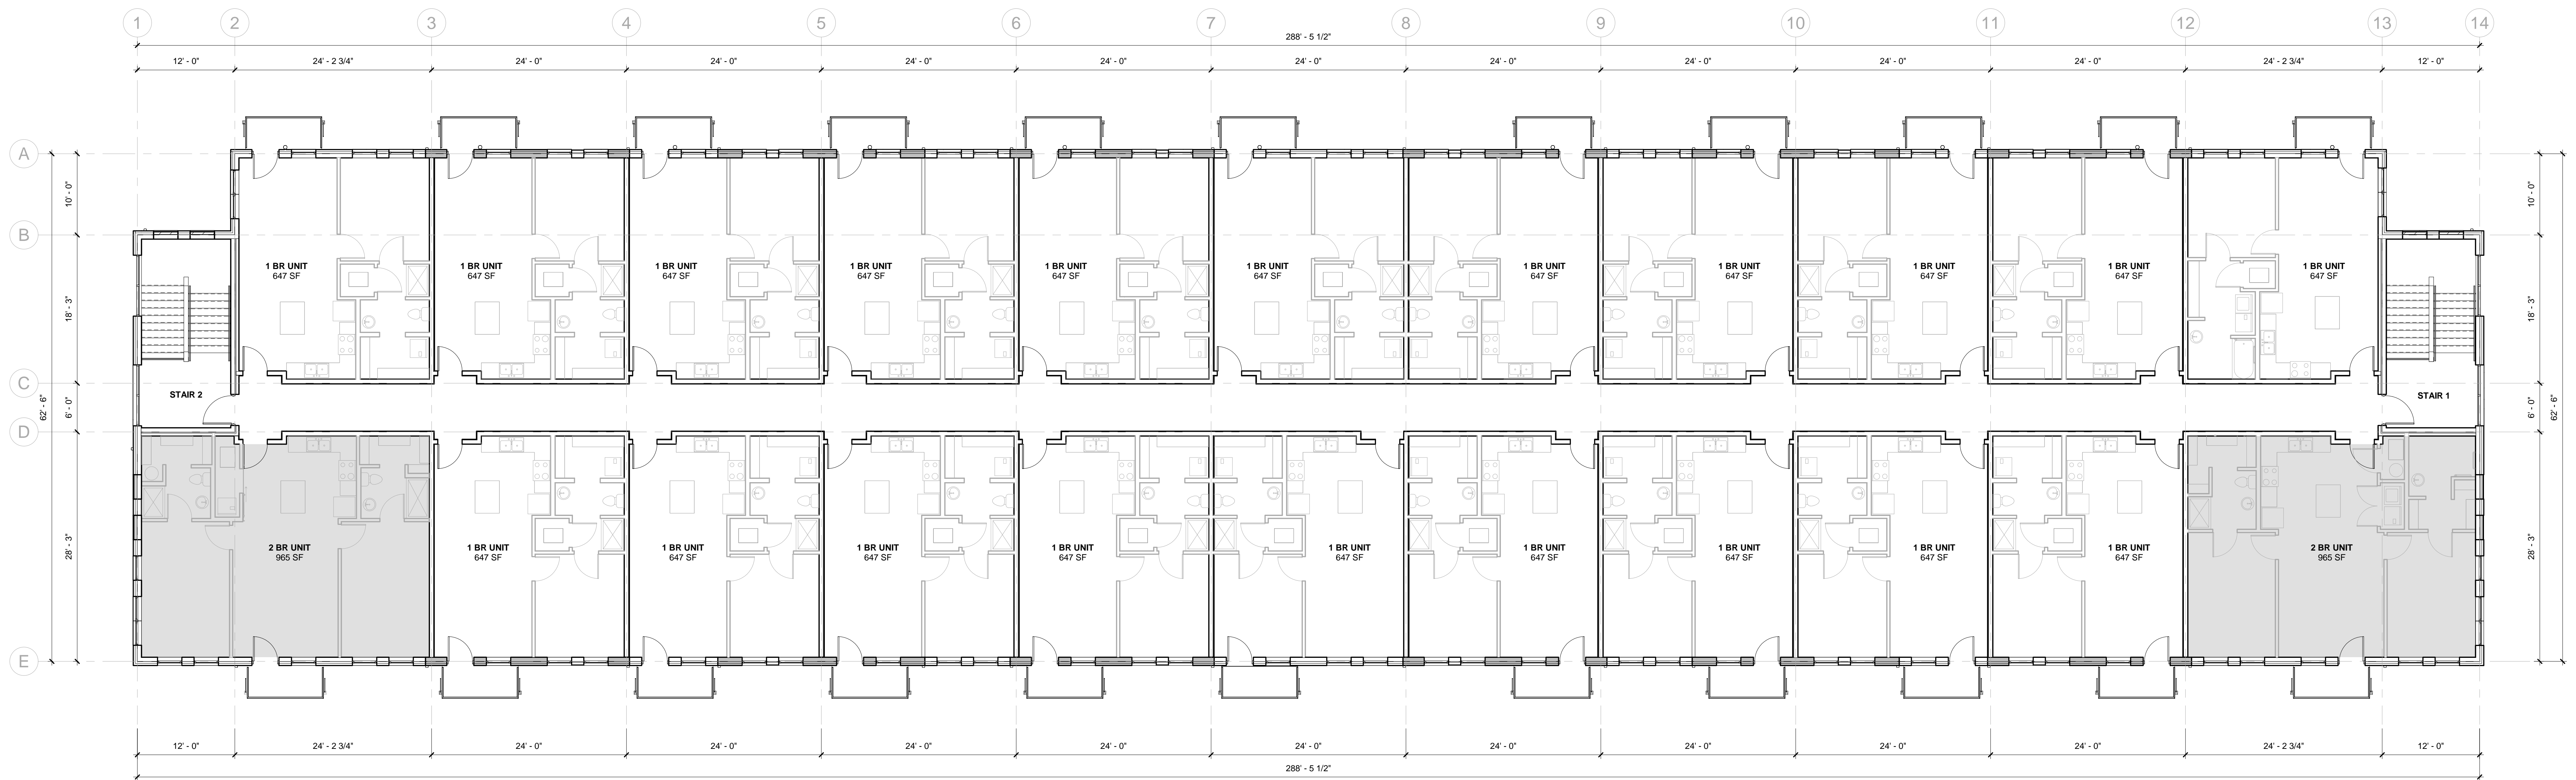 1 2 3 4 5 6 7 8 9 10 11 12 13 14
288' - 5 1/2"
12' - 0" 24' - 2 3/4" 24' - 0" 24' - 0" 24' - 0" 24' - 0" 24' - 0" 24' - 0" 24' - 0" 24' - 0" 24' - 0" 24' - 2 3/4" 12' - 0"
A
10' - 0" 10' - 0"
B
1 BR UNIT 1 BR UNIT 1 BR UNIT 1 BR UNIT 1 BR UNIT 1 BR UNIT 1 BR UNIT 1 BR UNIT 1 BR UNIT 1 BR UNIT 1 BR UNIT
647 SF 647 SF 647 SF 647 SF 647 SF 647 SF 647 SF 647 SF 647 SF 647 SF 647 SF
18' - 3" 18' - 3"
C
STAIR 2 STAIR 1
62' - 6" 6' - 0" 6' - 0" 62' - 6"
D
28' - 3" 28' - 3"
2 BR UNIT 1 BR UNIT 1 BR UNIT 1 BR UNIT 1 BR UNIT 1 BR UNIT 1 BR UNIT 1 BR UNIT 1 BR UNIT 1 BR UNIT 2 BR UNIT
965 SF 647 SF 647 SF 647 SF 647 SF 647 SF 647 SF 647 SF 647 SF 647 SF 965 SF
E
12' - 0" 24' - 2 3/4" 24' - 0" 24' - 0" 24' - 0" 24' - 0" 24' - 0" 24' - 0" 24' - 0" 24' - 0" 24' - 0" 24' - 2 3/4" 12' - 0"
288' - 5 1/2"